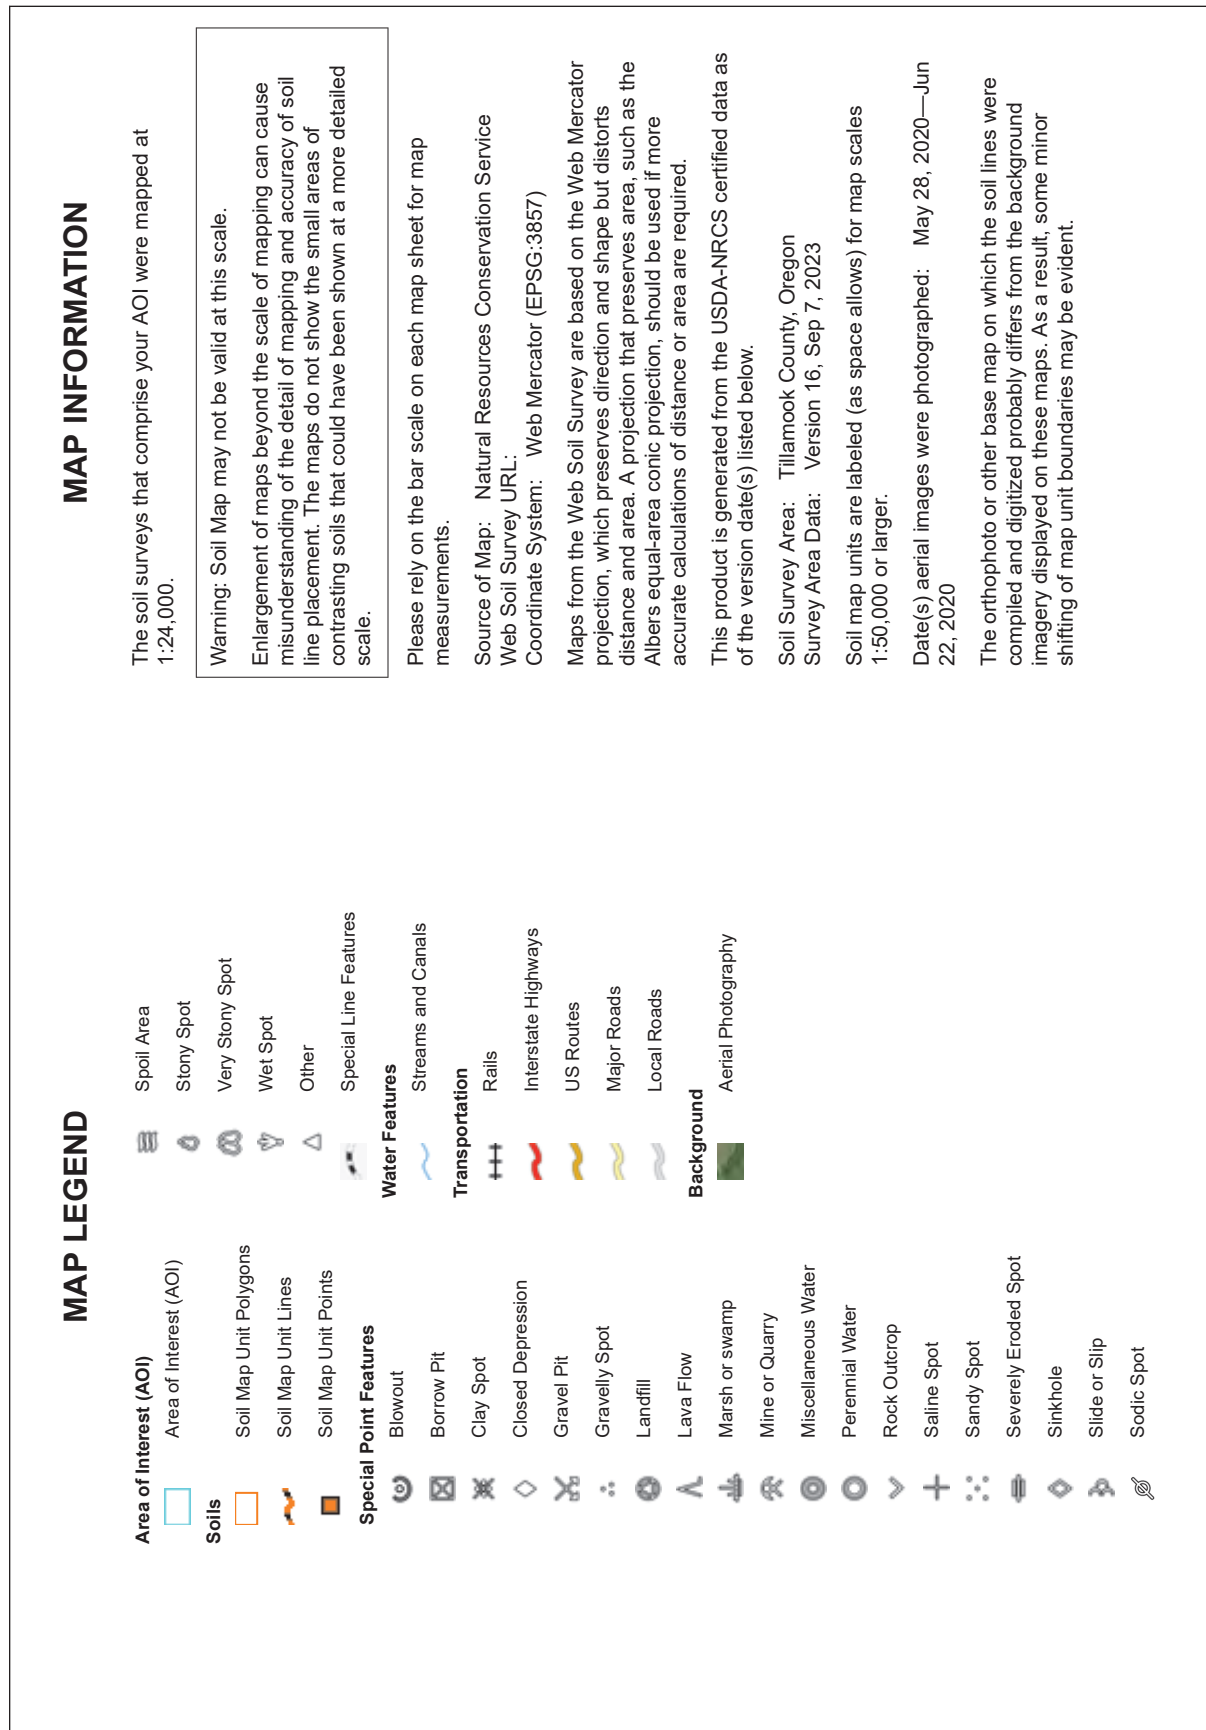 MAP LEGEND
Area of Interest (AOI)
Area of Interest (AOI)
Soils
Soil Map Unit Polygons
Soil Map Unit Lines
Soil Map Unit Points
Special Point Features
Blowout
Borrow Pit
Clay Spot
Closed Depression
Gravel Pit
Gravelly Spot
Landfill
Lava Flow
Marsh or swamp
Mine or Quarry
Miscellaneous Water
Perennial Water
Rock Outcrop
Saline Spot
Sandy Spot
Severely Eroded Spot
Sinkhole
Slide or Slip
Sodic Spot
Spoil Area
Stony Spot
Very Stony Spot
Wet Spot
Other
Special Line Features
Water Features
Streams and Canals
Transportation
Rails
Interstate Highways
US Routes
Major Roads
Local Roads
Background
Aerial Photography
MAP INFORMATION
The soil surveys that comprise your AOI were mapped at
1:24,000.
Warning: Soil Map may not be valid at this scale.
Enlargement of maps beyond the scale of mapping can cause
misunderstanding of the detail of mapping and accuracy of soil
line placement. The maps do not show the small areas of
contrasting soils that could have been shown at a more detailed
scale.
Please rely on the bar scale on each map sheet for map
measurements.
Source of Map: Natural Resources Conservation Service
Web Soil Survey URL:
Coordinate System: Web Mercator (EPSG:3857)
Maps from the Web Soil Survey are based on the Web Mercator
projection, which preserves direction and shape but distorts
distance and area. A projection that preserves area, such as the
Albers equal-area conic projection, should be used if more
accurate calculations of distance or area are required.
This product is generated from the USDA-NRCS certified data as
of the version date(s) listed below.
Soil Survey Area: Tillamook County, Oregon
Survey Area Data: Version 16, Sep 7, 2023
Soil map units are labeled (as space allows) for map scales
1:50,000 or larger.
Date(s) aerial images were photographed: May 28, 2020—Jun
22, 2020
The orthophoto or other base map on which the soil lines were
compiled and digitized probably differs from the background
imagery displayed on these maps. As a result, some minor
shifting of map unit boundaries may be evident.